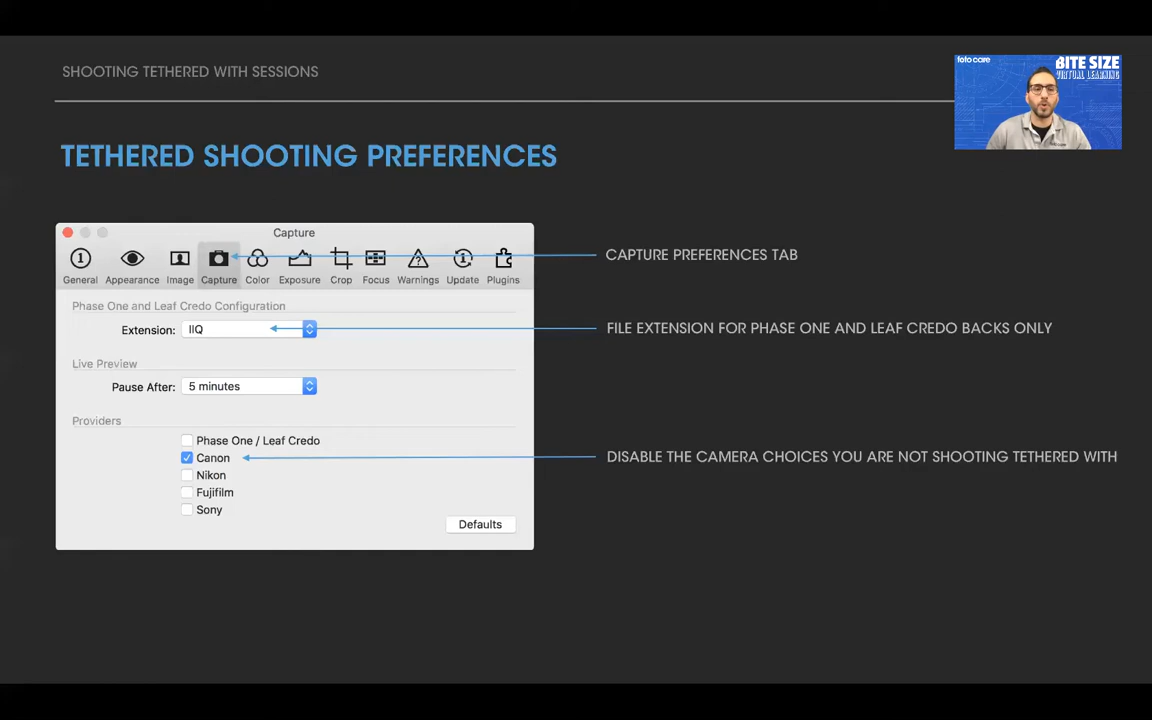 SHOOTING TETHERED WITH SESSIONS
foto care
BITE SIZE
VIRTUAL LEARNING
TETHERED SHOOTING PREFERENCES
Capture
General Appearance Image Capture Color Exposure Crop Focus Warnings Update Plugins
CAPTURE PREFERENCES TAB
Phase One and Leaf Credo Configuration
Extension: IIQ
FILE EXTENSION FOR PHASE ONE AND LEAF CREDO BACKS ONLY
Live Preview
Pause After: 5 minutes
Providers
Phase One / Leaf Credo
Canon
DISABLE THE CAMERA CHOICES YOU ARE NOT SHOOTING TETHERED WITH
Nikon
Fujifilm
Sony
Defaults